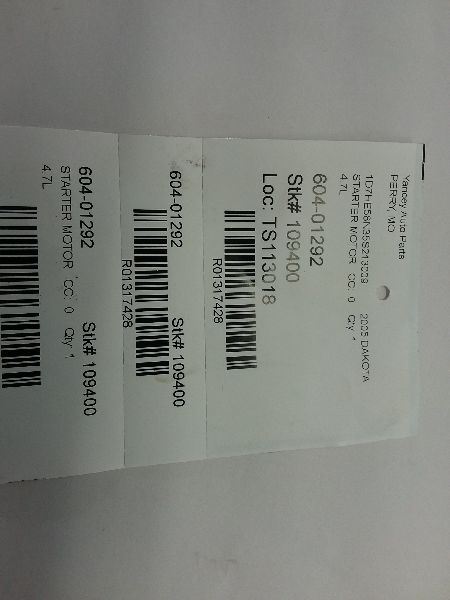 Yancey Auto Parts
PERRY, MO
2005 DAKOTA
STARTER MOTOR CC: 0 Qty: 1
4.7L
604-01292
Stk# 109400
Loc: TS113018
R01317428
604-01292 Stk# 109400
R01317428
604-01292 Stk# 109400
STARTER MOTOR CC: 0 Qty: 1
4.7L